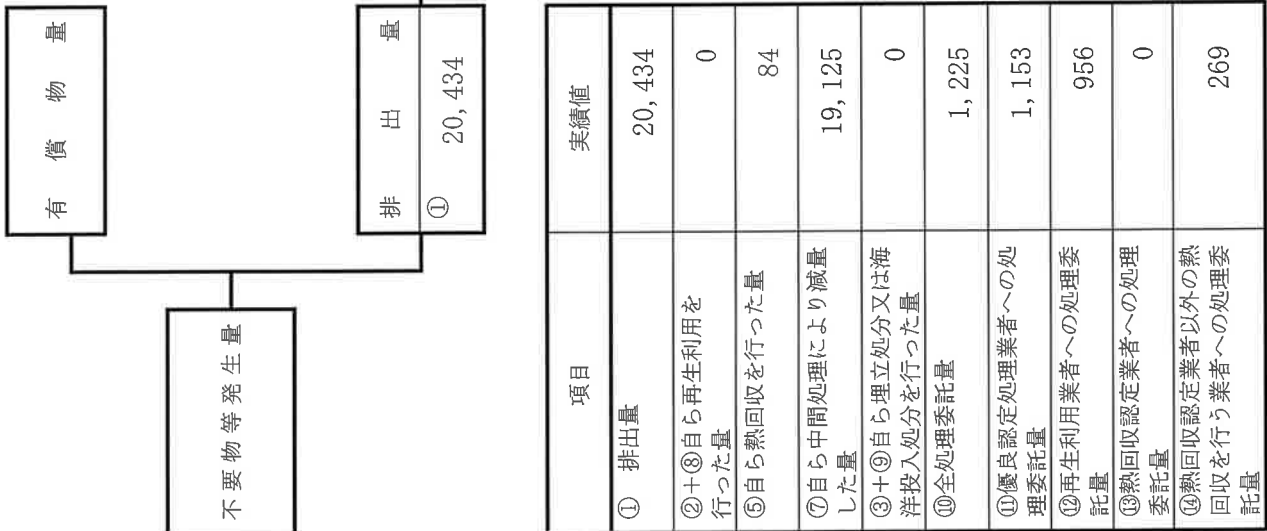 有償物量
不要物等発生量
排出量
① 20,434
項目 実績値
① 排出量 20,434
②+⑧自ら再生利用を
行った量 0
⑤自ら熱回収を行った量 84
⑦自ら中間処理により減量
した量 19,125
③+⑨自ら埋立処分又は海
洋投入処分を行った量 0
⑩全処理委託量 1,225
⑪優良認定処理業者への処
理委託量 1,153
⑫再生利用業者への処理委
託量 956
⑬熱回収認定業者への処理
委託量 0
⑭熱回収認定業者以外の熱
回収を行う業者への処理委
託量 269